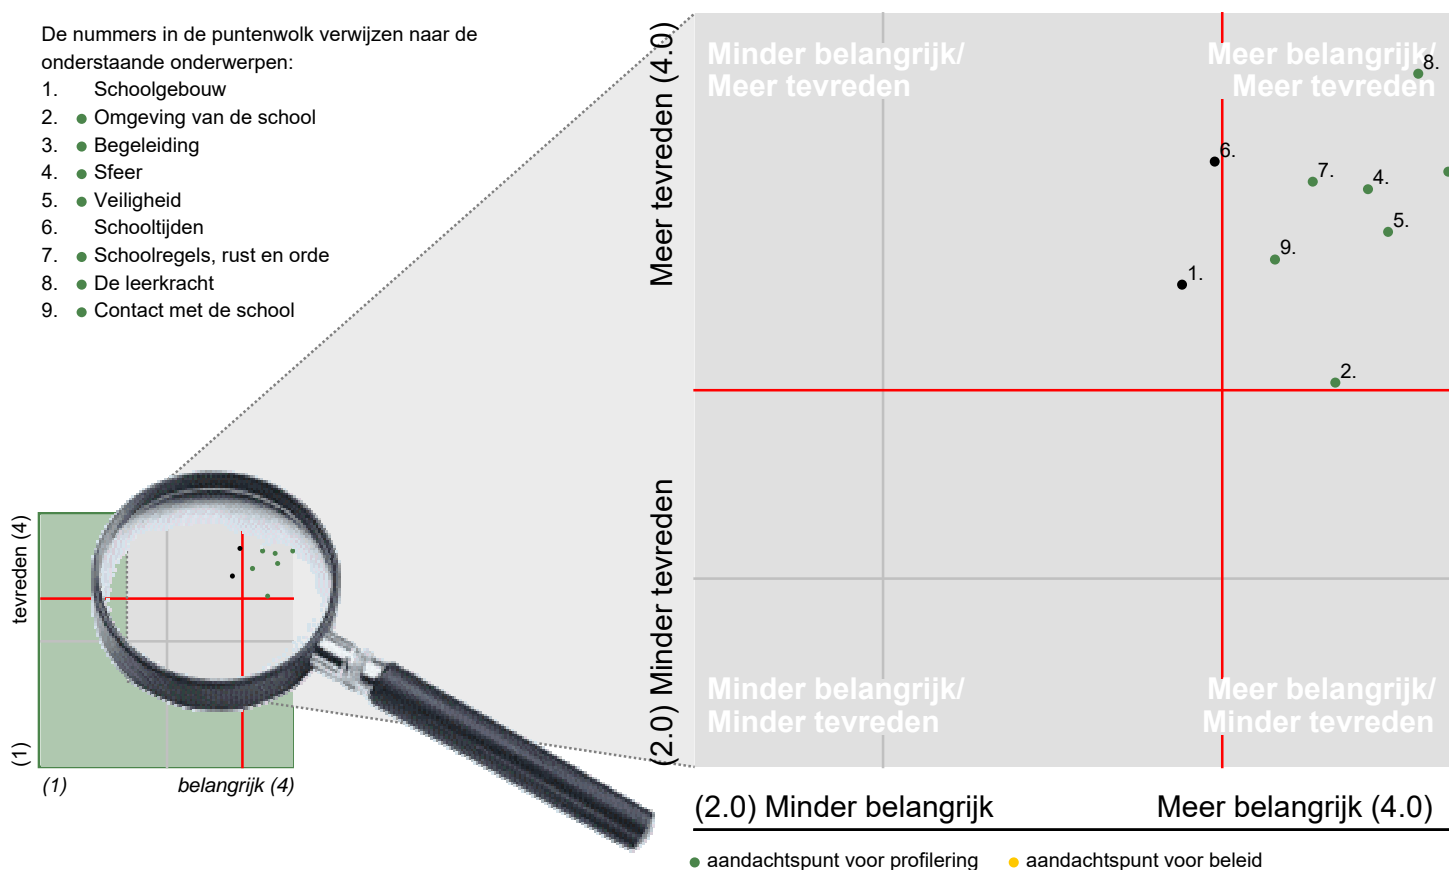 De nummers in de puntenwolk verwijzen naar de
onderstaande onderwerpen:
1. Schoolgebouw
2. Omgeving van de school
3. Begeleiding
4. Sfeer
5. Veiligheid
6. Schooltijden
7. Schoolregels, rust en orde
8. De leerkracht
9. Contact met de school
(1) tevreden (4)
(1) belangrijk (4)
(2.0) Minder tevreden Meer tevreden (4.0)
Minder belangrijk/
Meer tevreden
Meer belangrijk/
Meer tevreden
8.
6.
7.
4.
5.
9.
1.
2.
Minder belangrijk/
Minder tevreden
Meer belangrijk/
Minder tevreden
(2.0) Minder belangrijk Meer belangrijk (4.0)
aandachtspunt voor profilering aandachtspunt voor beleid